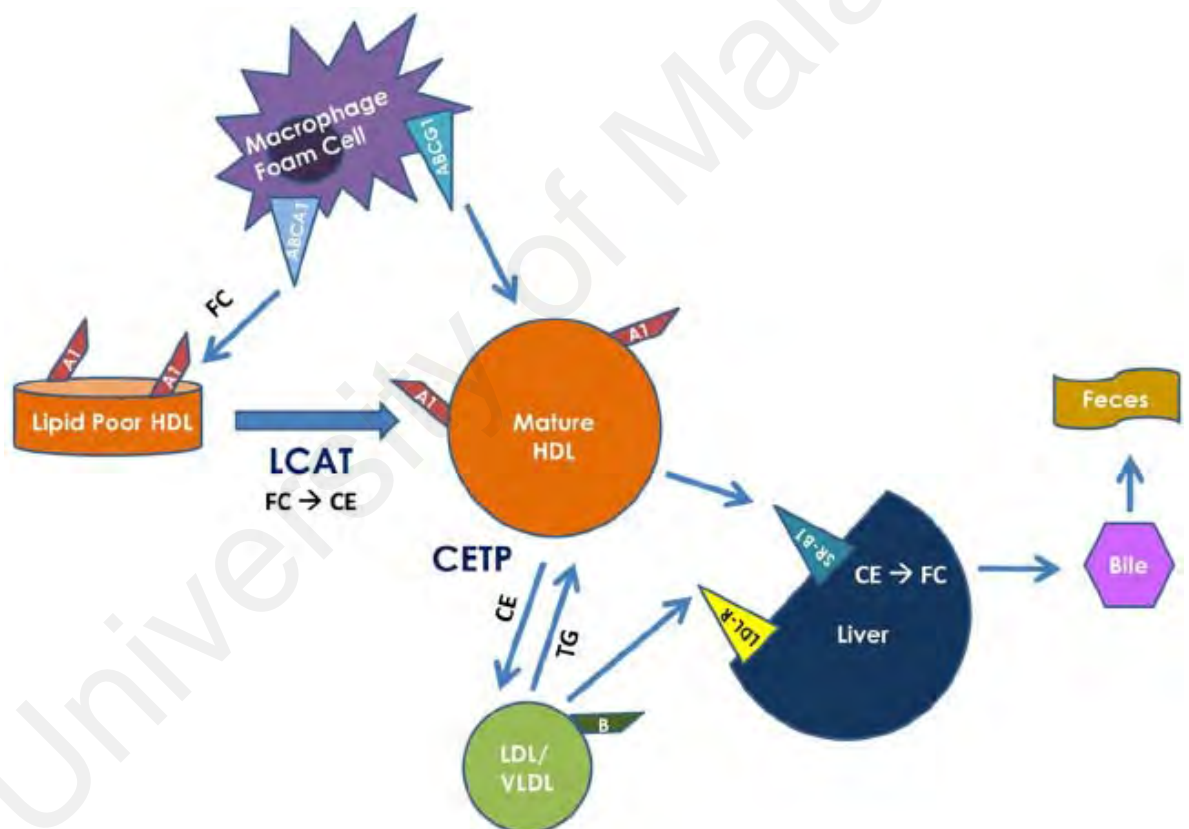 University of Mala
Macrophage
Foam Cell
ABCG1
ABCA1
FC
A1
A1
Lipid Poor HDL
LCAT
FC → CE
A1
A1
Mature
HDL
CETP
CE
TG
LDL/
VLDL
B
SR-B1
LDL-R
CE → FC
Liver
Bile
Feces